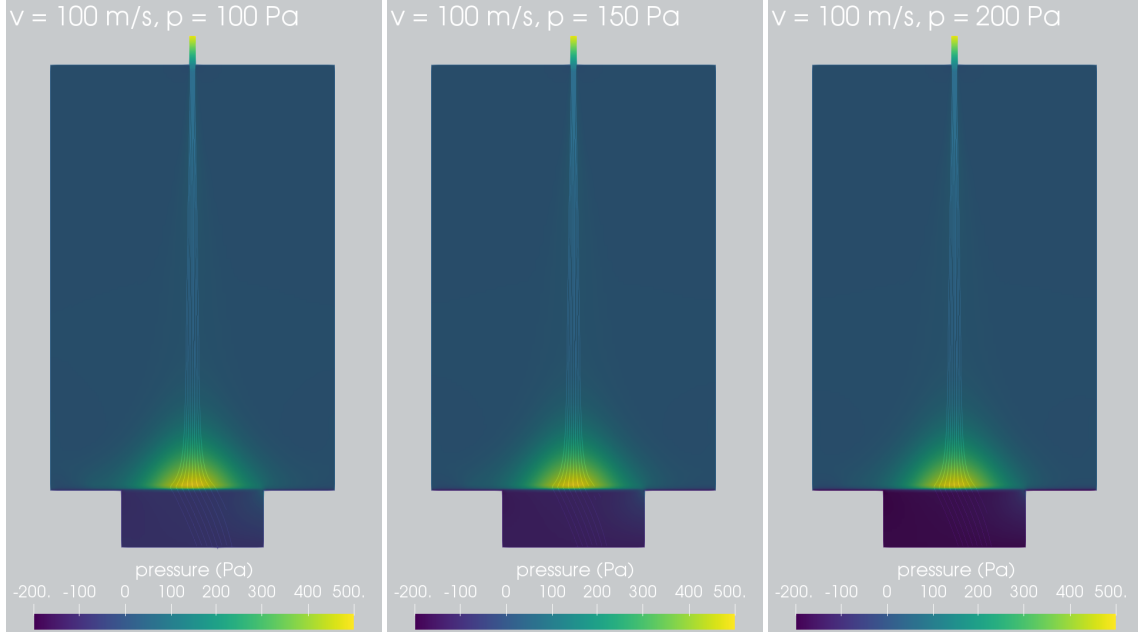 v = 100 m/s, p = 100 Pa
v = 100 m/s, p = 150 Pa
v = 100 m/s, p = 200 Pa
pressure (Pa)
-200. -100 0 100 200 300 400 500.
pressure (Pa)
-200. -100 0 100 200 300 400 500.
pressure (Pa)
-200. -100 0 100 200 300 400 500.